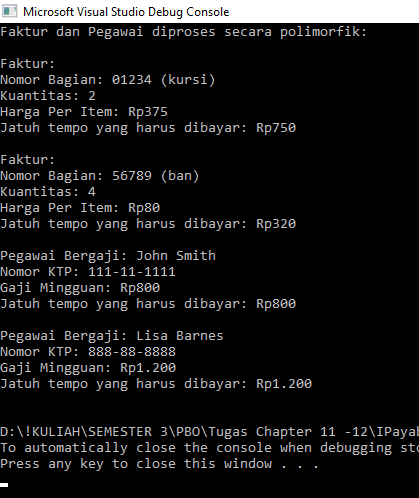 Microsoft Visual Studio Debug Console
Faktur dan Pegawai diproses secara polimorfik:
Faktur:
Nomor Bagian: 01234 (kursi)
Kuantitas: 2
Harga Per Item: Rp375
Jatuh tempo yang harus dibayar: Rp750
Faktur:
Nomor Bagian: 56789 (ban)
Kuantitas: 4
Harga Per Item: Rp80
Jatuh tempo yang harus dibayar: Rp320
Pegawai Bergaji: John Smith
Nomor KTP: 111-11-1111
Gaji Mingguan: Rp800
Jatuh tempo yang harus dibayar: Rp800
Pegawai Bergaji: Lisa Barnes
Nomor KTP: 888-88-8888
Gaji Mingguan: Rp1.200
Jatuh tempo yang harus dibayar: Rp1.200
D:\!KULIAH\SEMESTER 3\PBO\Tugas Chapter 11 -12\IPayab
To automatically close the console when debugging sto
Press any key to close this window . . .